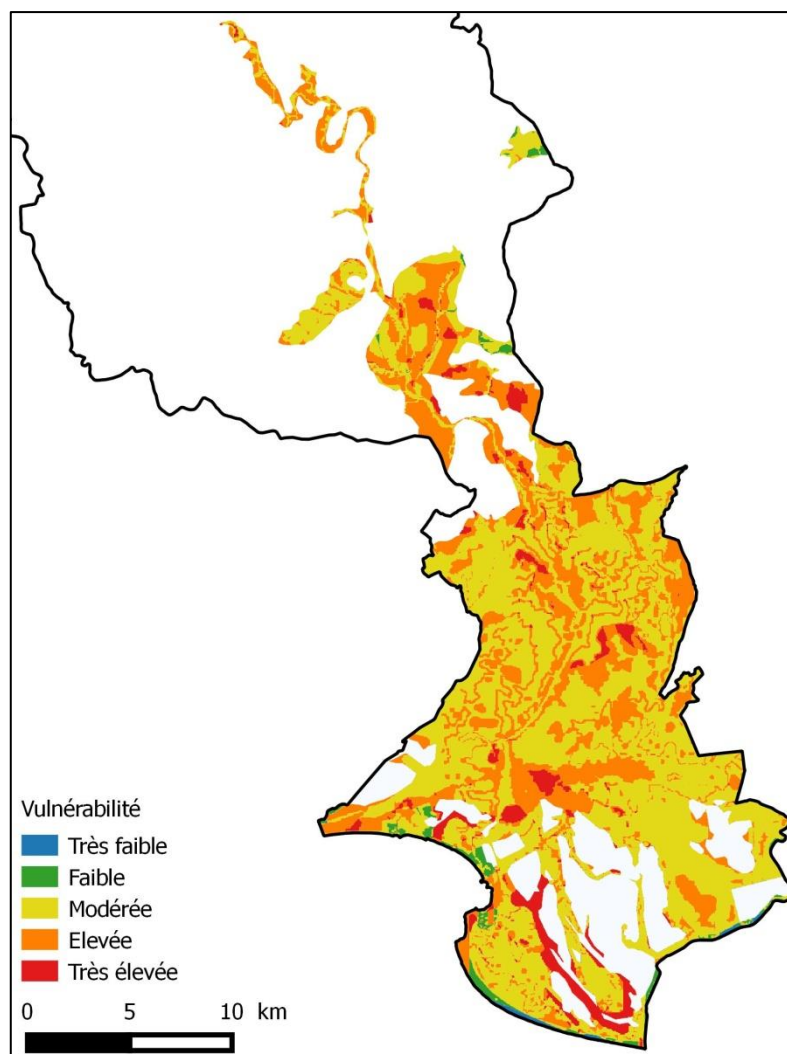 Vulnérabilité
Très faible
Faible
Modérée
Elevée
Très élevée
0 5 10 km